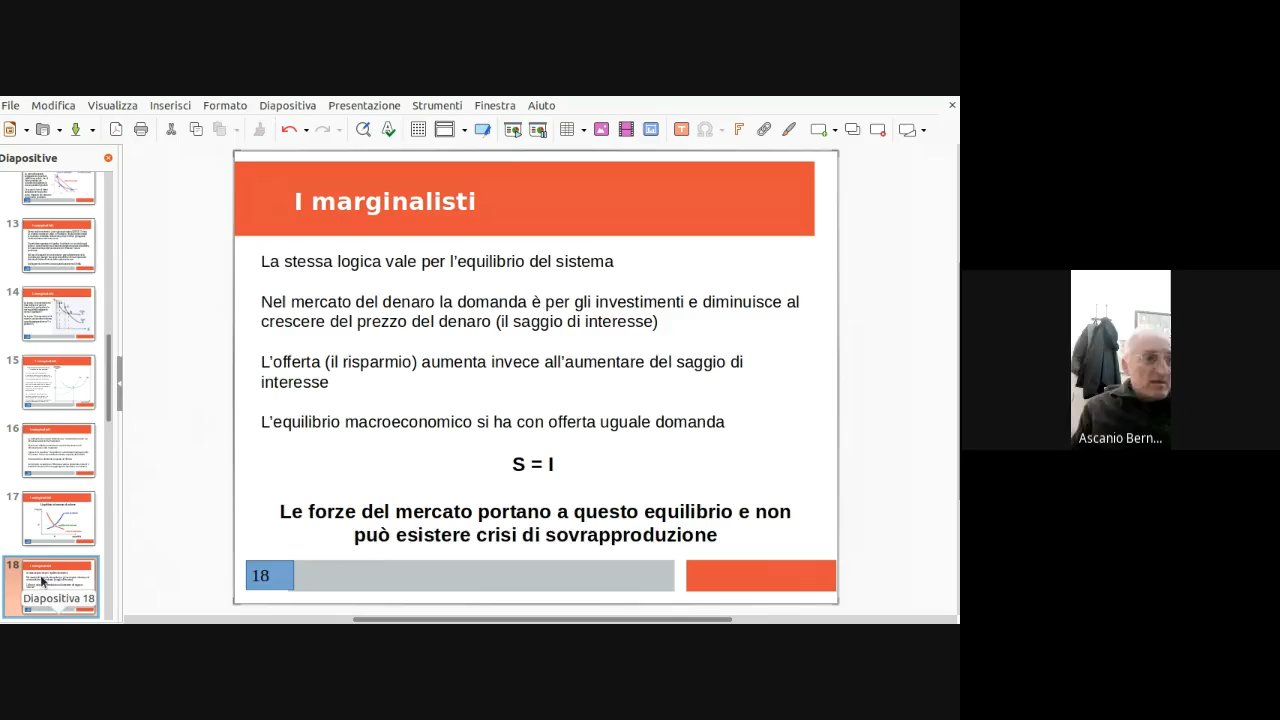 File Modifica Visualizza Inserisci Formato Diapositiva Presentazione Strumenti Finestra Aiuto
Diapositive
13
14
15
16
17
18
Diapositiva 18
I marginalisti
La stessa logica vale per l’equilibrio del sistema
Nel mercato del denaro la domanda è per gli investimenti e diminuisce al
crescere del prezzo del denaro (il saggio di interesse)
L’offerta (il risparmio) aumenta invece all’aumentare del saggio di
interesse
L’equilibrio macroeconomico si ha con offerta uguale domanda
S = I
Le forze del mercato portano a questo equilibrio e non
può esistere crisi di sovrapproduzione
18
Ascanio Bern...